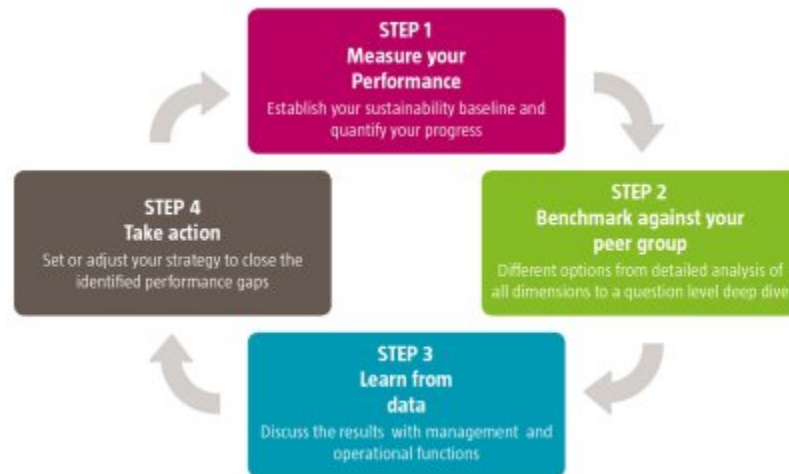 STEP 1
Measure your
Performance
Establish your sustainability baseline and
quantify your progress
STEP 2
Benchmark against your
peer group
Different options from detailed analysis of
all dimensions to a question level deep dive
STEP 3
Learn from
data
Discuss the results with management and
operational functions
STEP 4
Take action
Set or adjust your strategy to close the
identified performance gaps